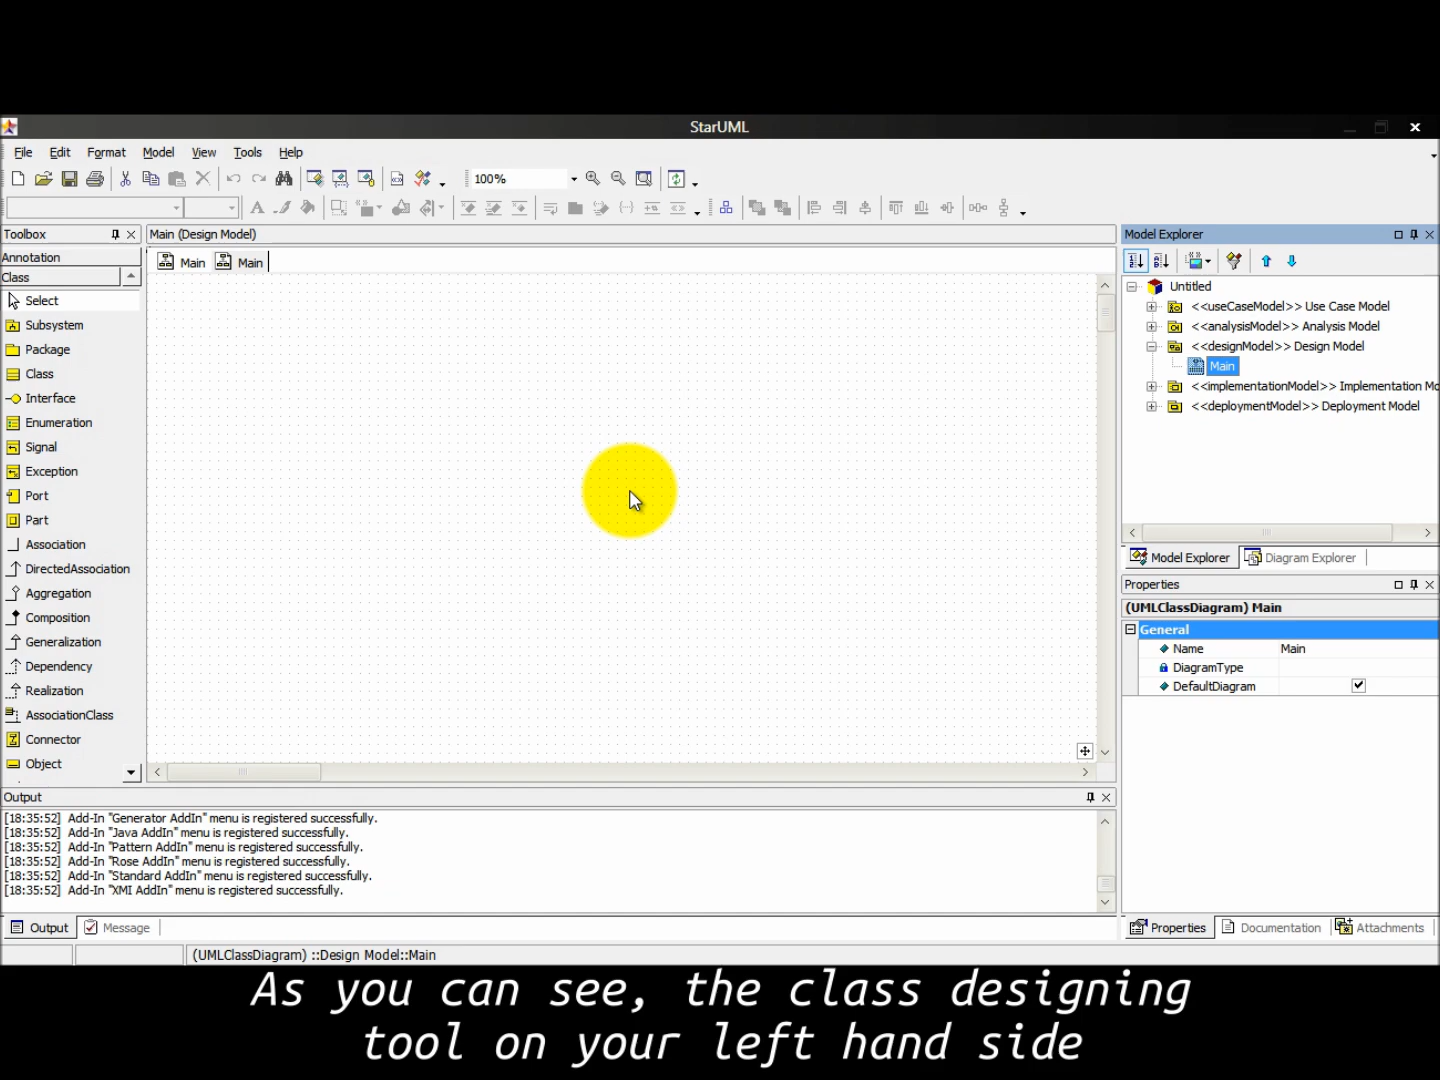 StarUML
File Edit Format Model View Tools Help
100%
Toolbox
Main (Design Model)
Model Explorer
Annotation
Class
Main Main
Select
Subsystem
Package
Class
Interface
Enumeration
Signal
Exception
Port
Part
Association
DirectedAssociation
Aggregation
Composition
Generalization
Dependency
Realization
AssociationClass
Connector
Object
Untitled
<<useCaseModel>> Use Case Model
<<analysisModel>> Analysis Model
<<designModel>> Design Model
Main
<<implementationModel>> Implementation Mo
<<deploymentModel>> Deployment Model
Model Explorer Diagram Explorer
Properties
(UMLClassDiagram) Main
General
Name Main
DiagramType
DefaultDiagram
Output
[18:35:52] Add-In "Generator AddIn" menu is registered successfully.
[18:35:52] Add-In "Java AddIn" menu is registered successfully.
[18:35:52] Add-In "Pattern AddIn" menu is registered successfully.
[18:35:52] Add-In "Rose AddIn" menu is registered successfully.
[18:35:52] Add-In "Standard AddIn" menu is registered successfully.
[18:35:52] Add-In "XMI AddIn" menu is registered successfully.
Output Message
Properties Documentation Attachments
(UMLClassDiagram) ::Design Model::Main
As you can see, the class designing
tool on your left hand side